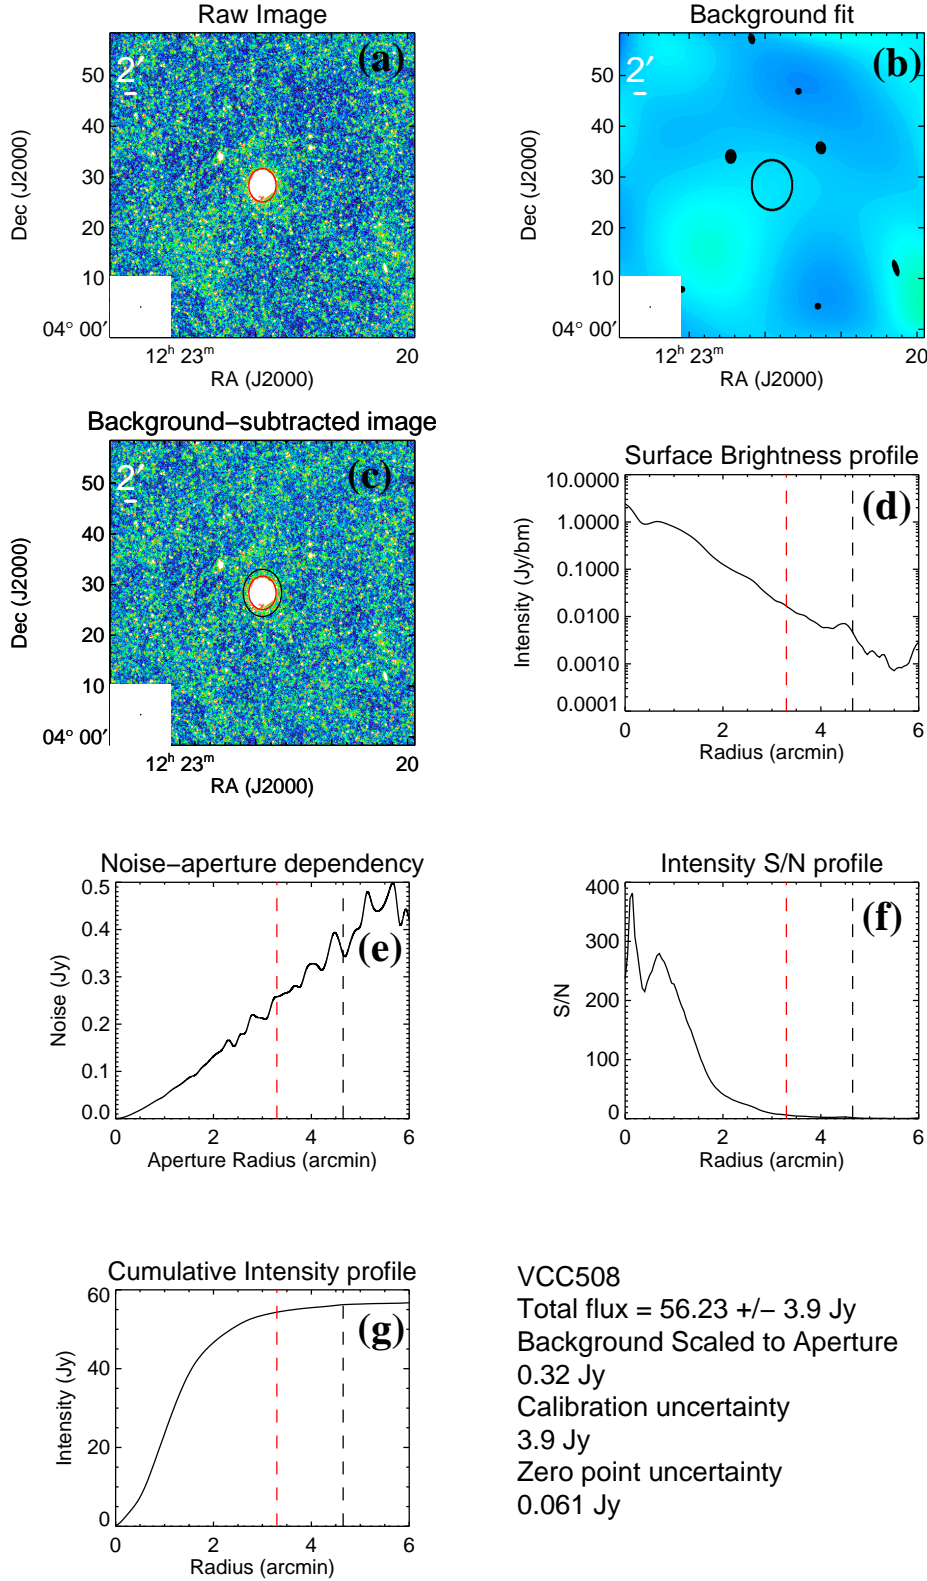 Raw Image
(a)
2′
50
40
30
20
10
04° 00′
Dec (J2000)
12ʰ 23ᵐ
20
RA (J2000)
Background fit
(b)
2′
50
40
30
20
10
04° 00′
Dec (J2000)
12ʰ 23ᵐ
20
RA (J2000)
Background−subtracted image
(c)
2′
50
40
30
20
10
04° 00′
Dec (J2000)
12ʰ 23ᵐ
20
RA (J2000)
Surface Brightness profile
(d)
10.0000
1.0000
0.1000
0.0100
0.0010
0.0001
Intensity (Jy/bm)
0 2 4 6
Radius (arcmin)
Noise−aperture dependency
(e)
0.5
0.4
0.3
0.2
0.1
0.0
Noise (Jy)
0 2 4 6
Aperture Radius (arcmin)
Intensity S/N profile
(f)
400
300
200
100
0
S/N
0 2 4 6
Radius (arcmin)
Cumulative Intensity profile
(g)
60
40
20
0
Intensity (Jy)
0 2 4 6
Radius (arcmin)
VCC508
Total flux = 56.23 +/− 3.9 Jy
Background Scaled to Aperture
0.32 Jy
Calibration uncertainty
3.9 Jy
Zero point uncertainty
0.061 Jy